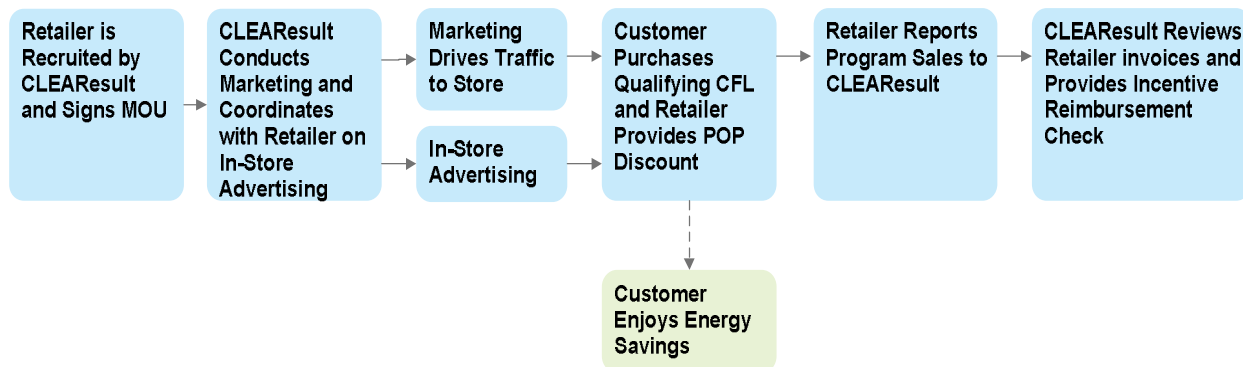 Retailer is
Recruited by
CLEAResult
and Signs MOU
CLEAResult
Conducts
Marketing and
Coordinates
with Retailer on
In-Store
Advertising
Marketing
Drives Traffic
to Store
In-Store
Advertising
Customer
Purchases
Qualifying CFL
and Retailer
Provides POP
Discount
Customer
Enjoys Energy
Savings
Retailer Reports
Program Sales to
CLEAResult
CLEAResult Reviews
Retailer invoices and
Provides Incentive
Reimbursement
Check